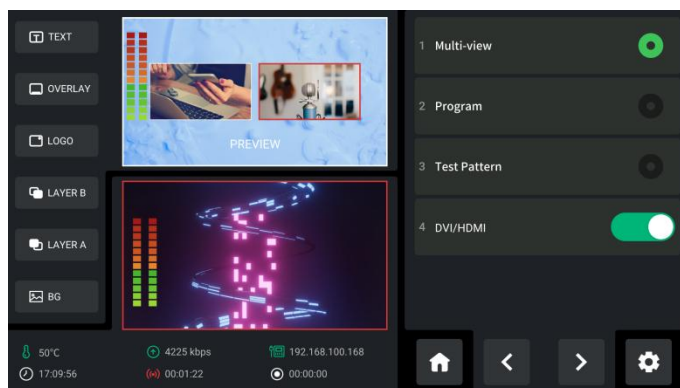 TEXT
OVERLAY
LOGO
LAYER B
LAYER A
BG
PREVIEW
50°C
4225 kbps
192.168.100.168
17:09:56
00:01:22
00:00:00
1 Multi-view
2 Program
3 Test Pattern
4 DVI/HDMI